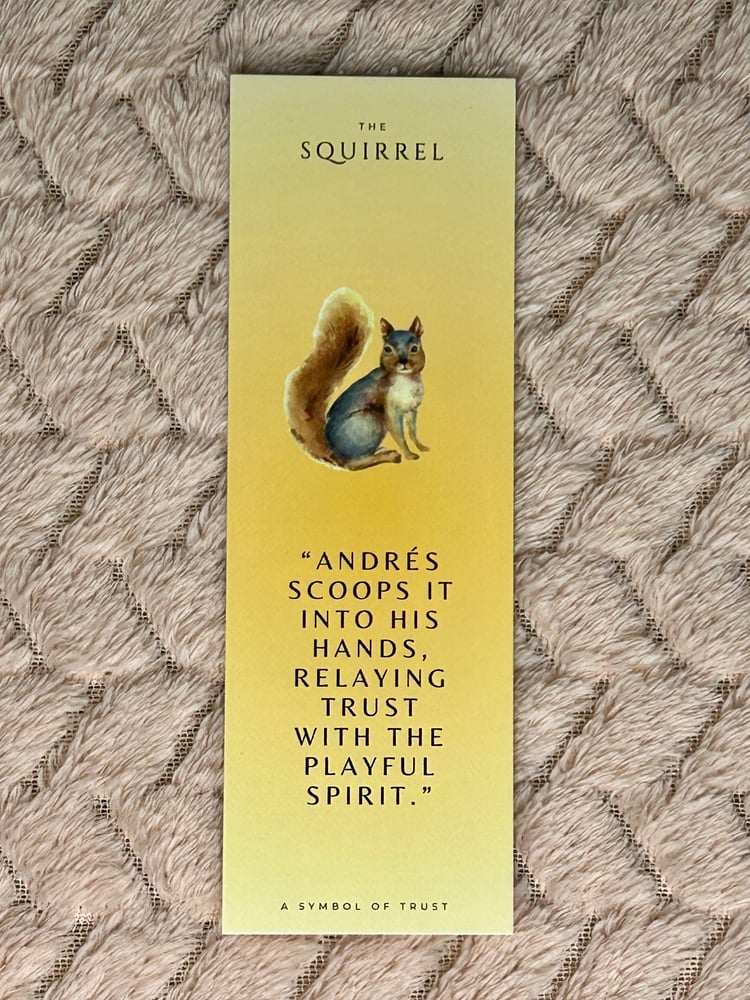 THE
SQUIRREL
“ANDRÉS
SCOOPS IT
INTO HIS
HANDS,
RELAYING
TRUST
WITH THE
PLAYFUL
SPIRIT.”
A SYMBOL OF TRUST